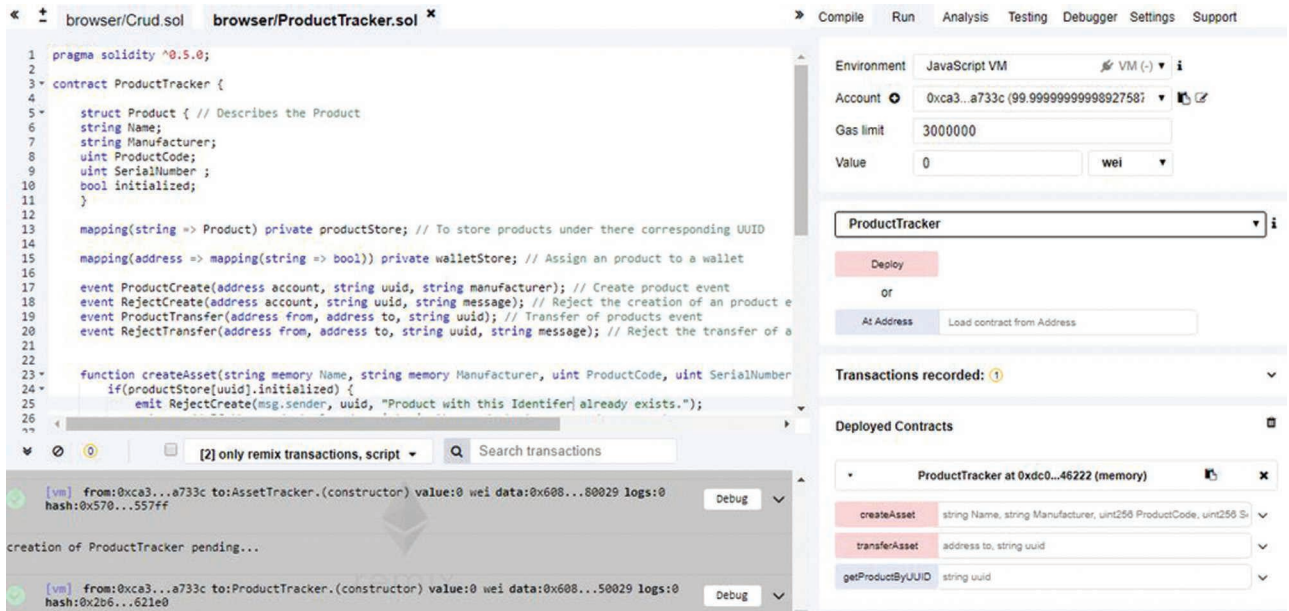 browser/Crud.sol browser/ProductTracker.sol
1 pragma solidity ^0.5.0;
2
3 contract ProductTracker {
4
5 struct Product { // Describes the Product
6 string Name;
7 string Manufacturer;
8 uint ProductCode;
9 uint SerialNumber ;
10 bool initialized;
11 }
12
13 mapping(string => Product) private productStore; // To store products under there corresponding UUID
14
15 mapping(address => mapping(string => bool)) private walletStore; // Assign an product to a wallet
16
17 event ProductCreate(address account, string uuid, string manufacturer); // Create product event
18 event RejectCreate(address account, string uuid, string message); // Reject the creation of an product e
19 event ProductTransfer(address from, address to, string uuid); // Transfer of products event
20 event RejectTransfer(address from, address to, string uuid, string message); // Reject the transfer of a
21
22
23 function createAsset(string memory Name, string memory Manufacturer, uint ProductCode, uint SerialNumber
24 if(productStore[uuid].initialized) {
25 emit RejectCreate(msg.sender, uuid, "Product with this Identifer already exists.");
26
0 [2] only remix transactions, script Search transactions
[vm] from:0xca3...a733c to:AssetTracker.(constructor) value:0 wei data:0x608...80029 logs:0 Debug
hash:0x570...557ff
creation of ProductTracker pending...
remix
[vm] from:0xca3...a733c to:ProductTracker.(constructor) value:0 wei data:0x608...50029 logs:0 Debug
hash:0x2b6...621e0
Compile Run Analysis Testing Debugger Settings Support
Environment JavaScript VM VM (-) i
Account 0xca3...a733c (99.99999999998927587
Gas limit 3000000
Value 0 wei
ProductTracker i
Deploy
or
At Address Load contract from Address
Transactions recorded: 1
Deployed Contracts
ProductTracker at 0xdc0...46222 (memory)
createAsset string Name, string Manufacturer, uint256 ProductCode, uint256 S
transferAsset address to, string uuid
getProductByUUID string uuid